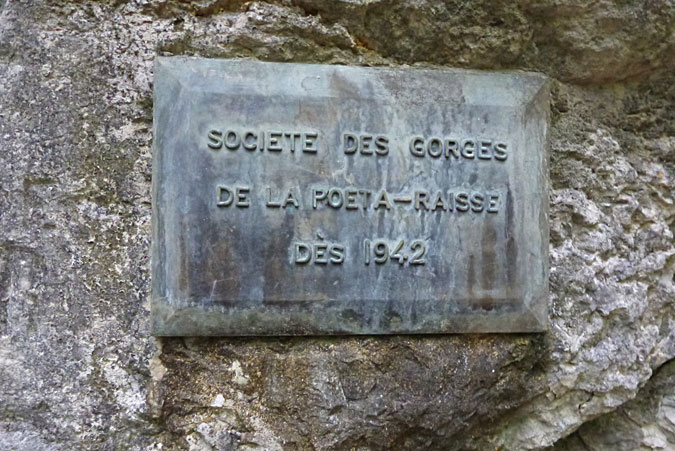 SOCIETE DES GORGES
DE LA POETA-RAISSE
DÈS 1942